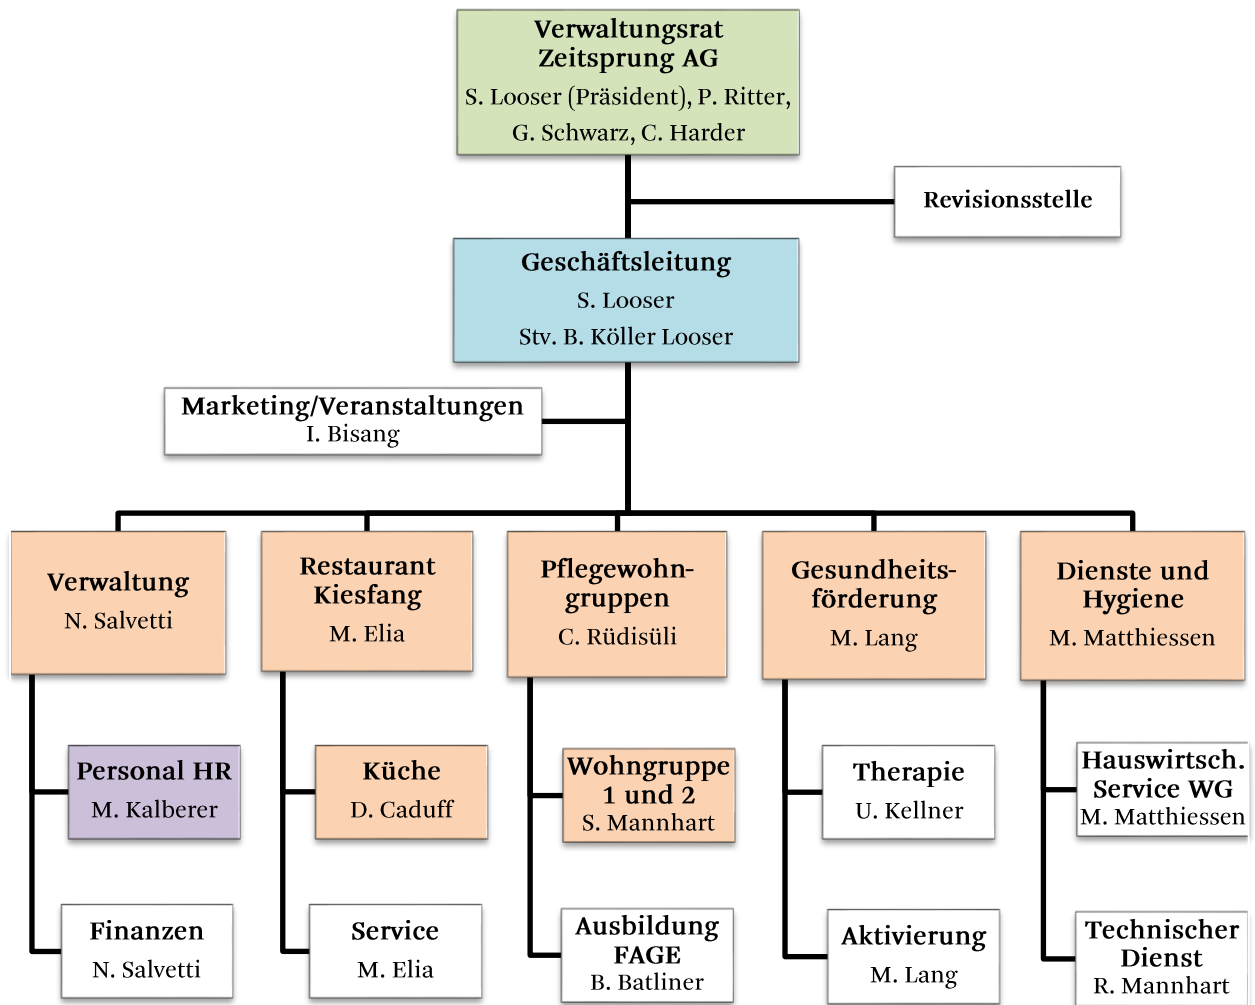 Verwaltungsrat
Zeitsprung AG
S. Looser (Präsident), P. Ritter,
G. Schwarz, C. Harder
Revisionsstelle
Geschäftsleitung
S. Looser
Stv. B. Köller Looser
Marketing/Veranstaltungen
I. Bisang
Verwaltung
N. Salvetti
Restaurant
Kiesfang
M. Elia
Pflegewohn-
gruppen
C. Rüdisüli
Gesundheits-
förderung
M. Lang
Dienste und
Hygiene
M. Matthiessen
Personal HR
M. Kalberer
Küche
D. Caduff
Wohngruppe
1 und 2
S. Mannhart
Therapie
U. Kellner
Hauswirtsch.
Service WG
M. Matthiessen
Finanzen
N. Salvetti
Service
M. Elia
Ausbildung
FAGE
B. Batliner
Aktivierung
M. Lang
Technischer
Dienst
R. Mannhart